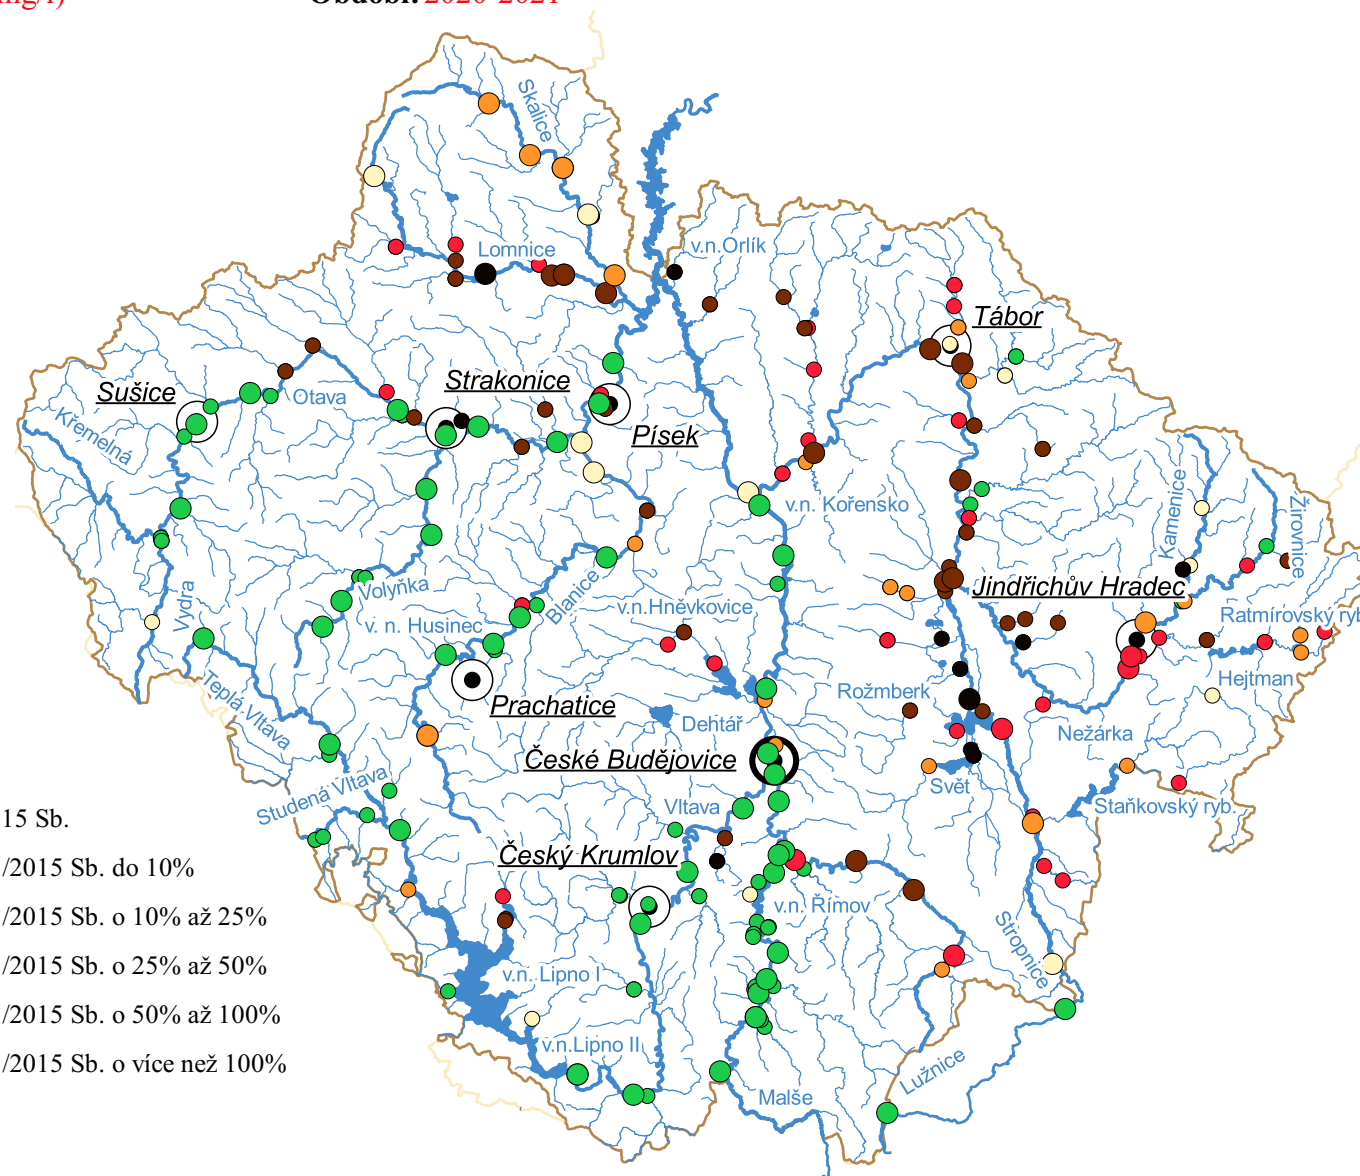 mg/l)
Období: 2020-2021
Skalice
Lomnice
v.n.Orlík
Tábor
Sušice
Strakonice
Otava
Křemelná
Písek
v.n. Kořensko
Kamenice
Žirovnice
Vydra
Volyňka
Blanice
v.n.Hněvkovice
Jindřichův Hradec
v. n. Husinec
Ratmírovský ryb
Teplá Vltava
Prachatice
Rožmberk
Hejtman
Dehtář
Nežárka
České Budějovice
Svět
Studená Vltava
Vltava
Staňkovský ryb.
15 Sb.
Český Krumlov
/2015 Sb. do 10%
v.n. Římov
/2015 Sb. o 10% až 25%
Stropnice
/2015 Sb. o 25% až 50%
v.n. Lipno I
/2015 Sb. o 50% až 100%
v.n.Lipno II
/2015 Sb. o více než 100%
Lužnice
Malše